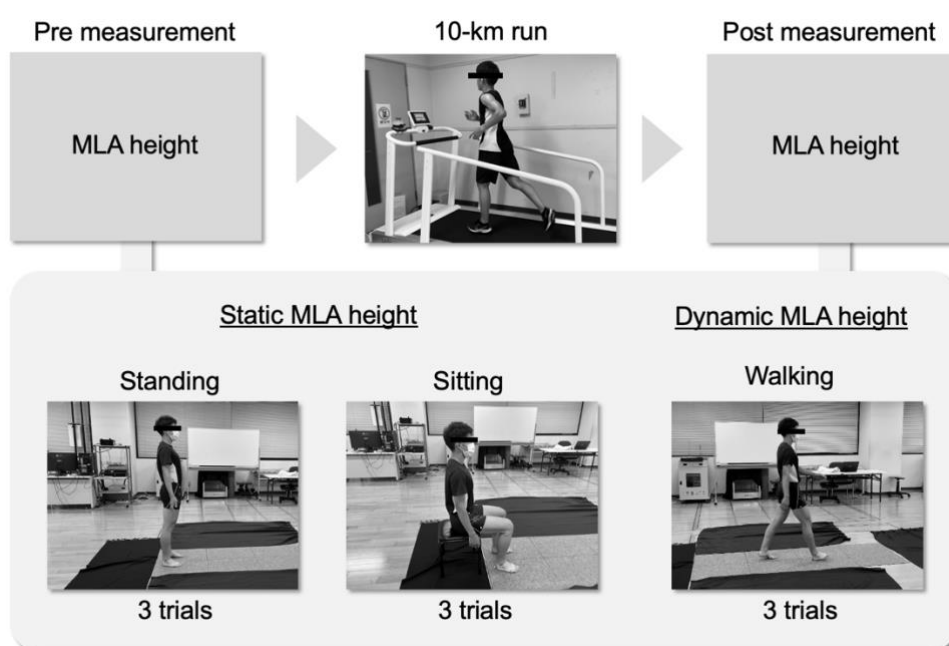 Pre measurement
10-km run
Post measurement
MLA height
MLA height
Static MLA height
Dynamic MLA height
Standing
Sitting
Walking
3 trials
3 trials
3 trials